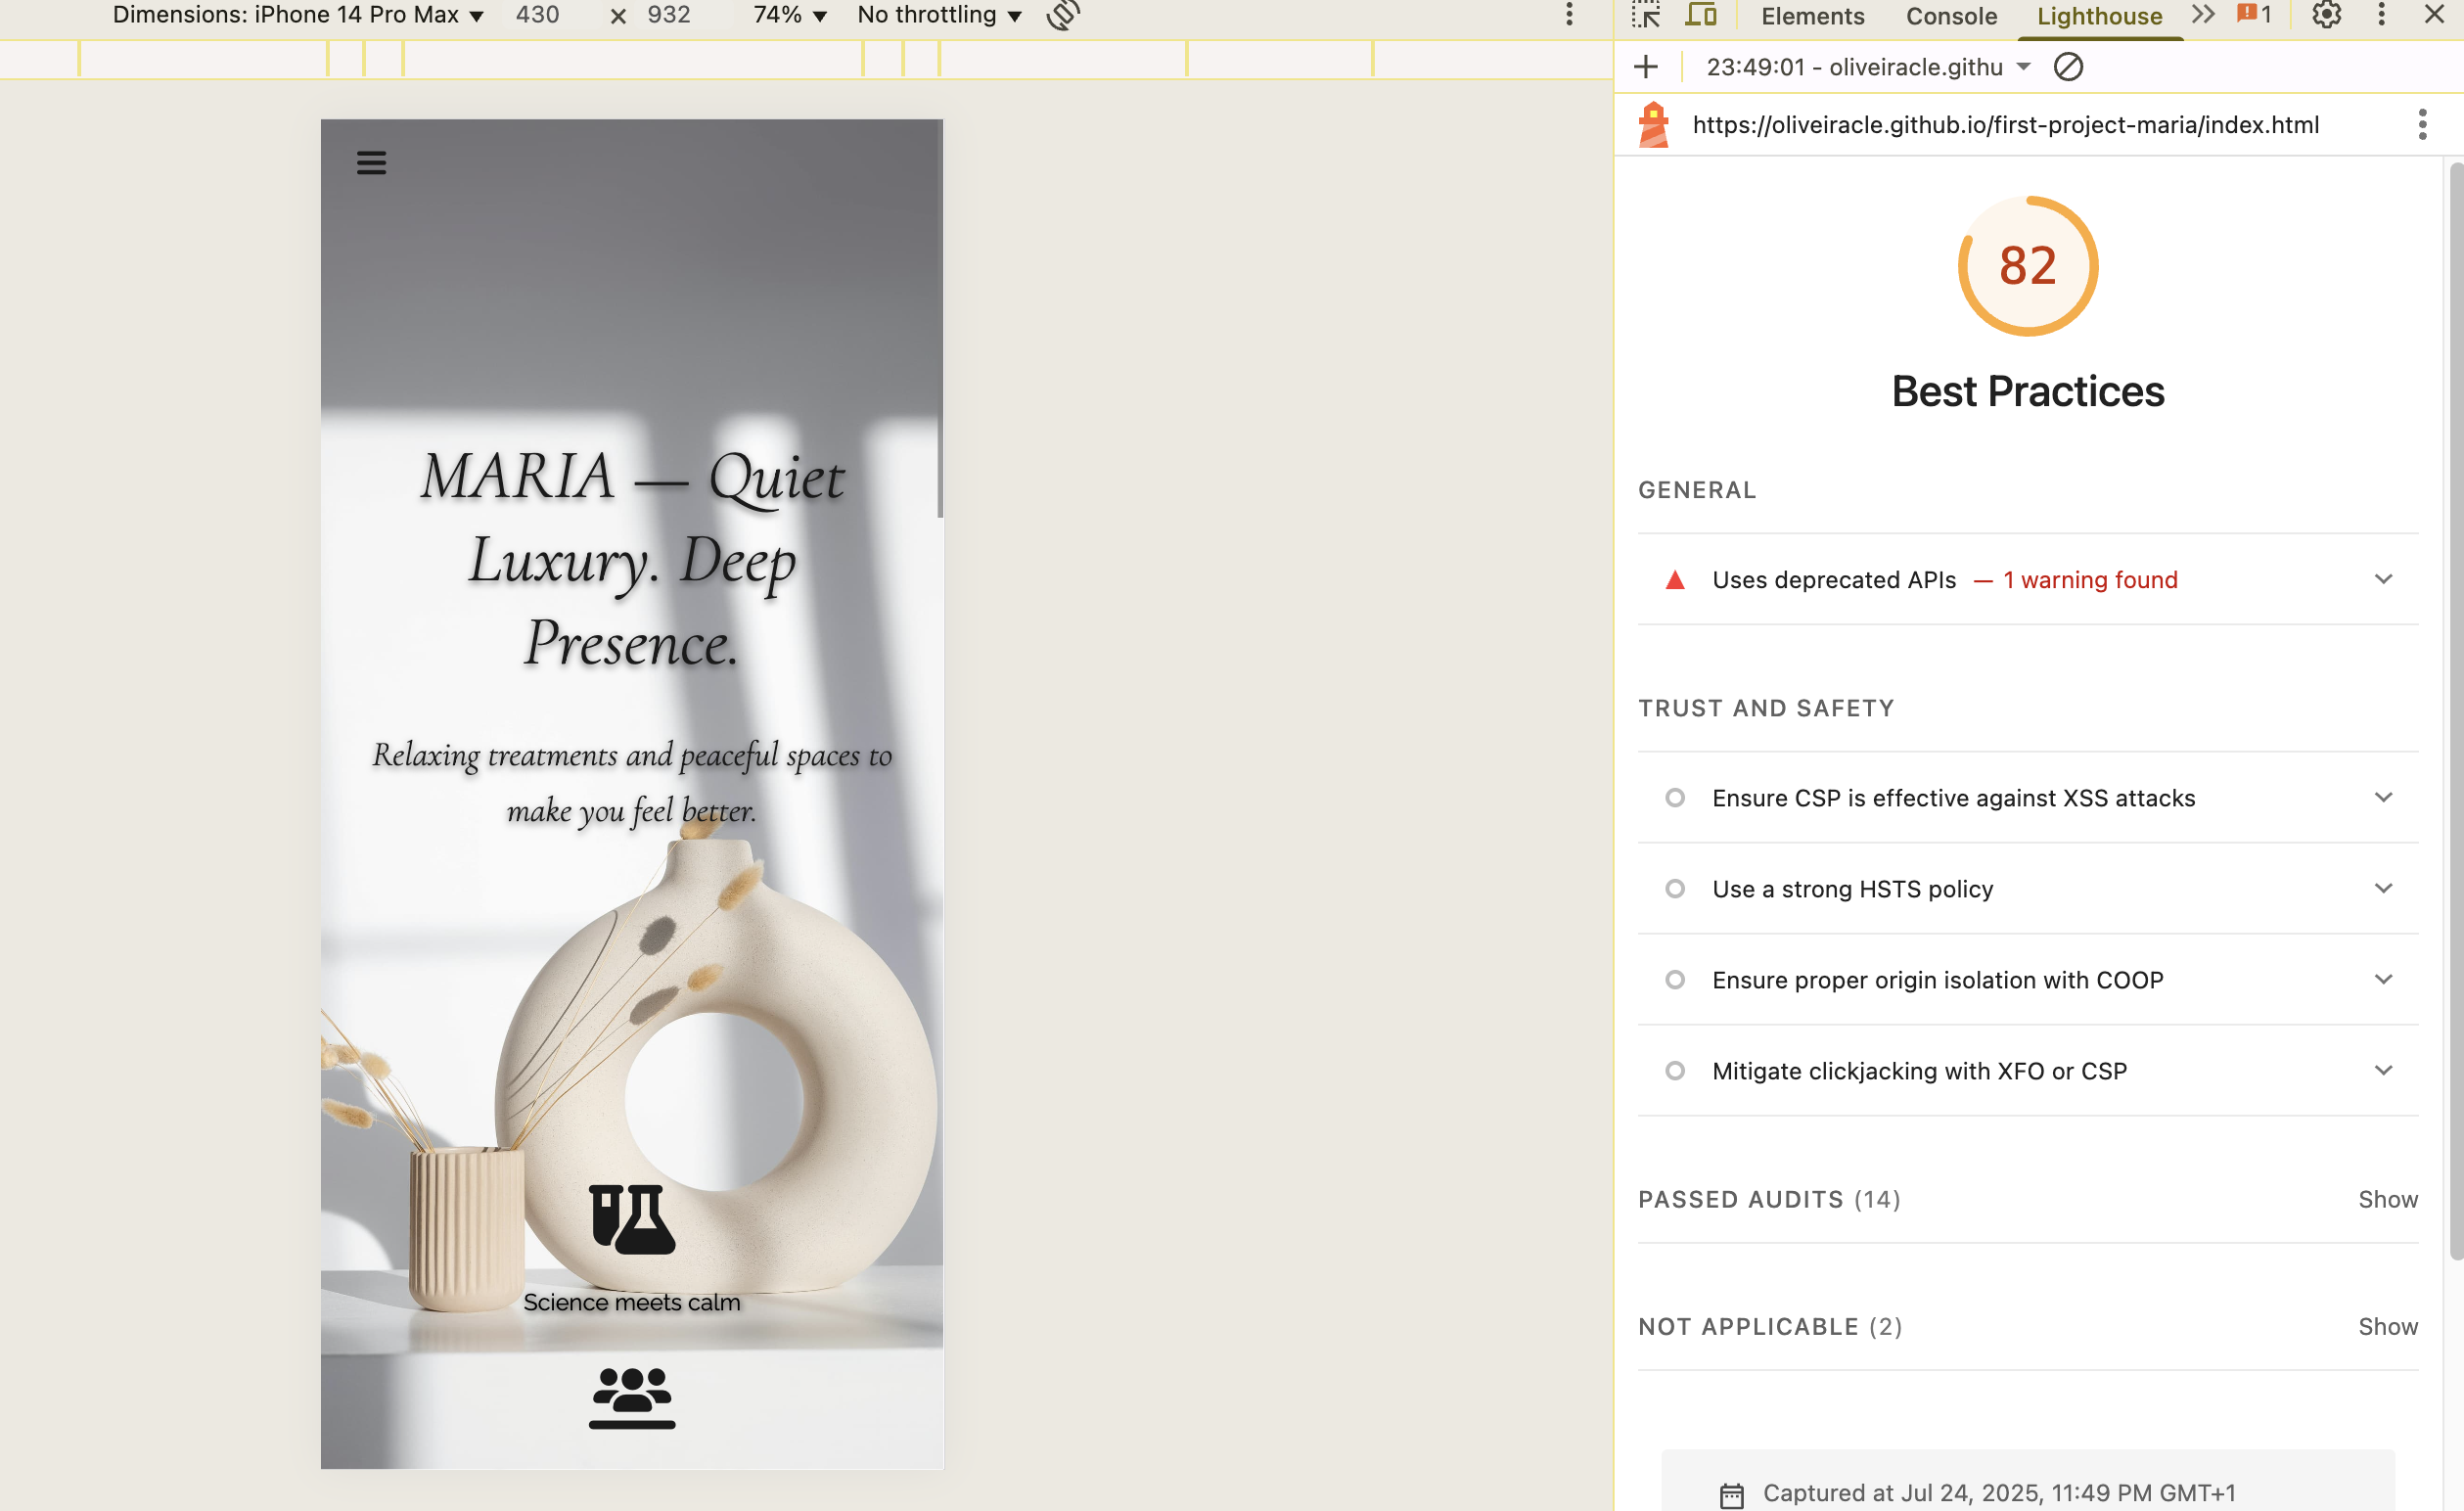 Dimensions: iPhone 14 Pro Max ▼ 430 × 932 74% ▼ No throttling ▼
Elements Console Lighthouse 1
23:49:01 - oliveiracle.githu
https://oliveiracle.github.io/first-project-maria/index.html
MARIA — Quiet
Luxury. Deep
Presence.
Relaxing treatments and peaceful spaces to
make you feel better.
Science meets calm
82
Best Practices
GENERAL
Uses deprecated APIs — 1 warning found
TRUST AND SAFETY
Ensure CSP is effective against XSS attacks
Use a strong HSTS policy
Ensure proper origin isolation with COOP
Mitigate clickjacking with XFO or CSP
PASSED AUDITS (14) Show
NOT APPLICABLE (2) Show
Captured at Jul 24, 2025, 11:49 PM GMT+1